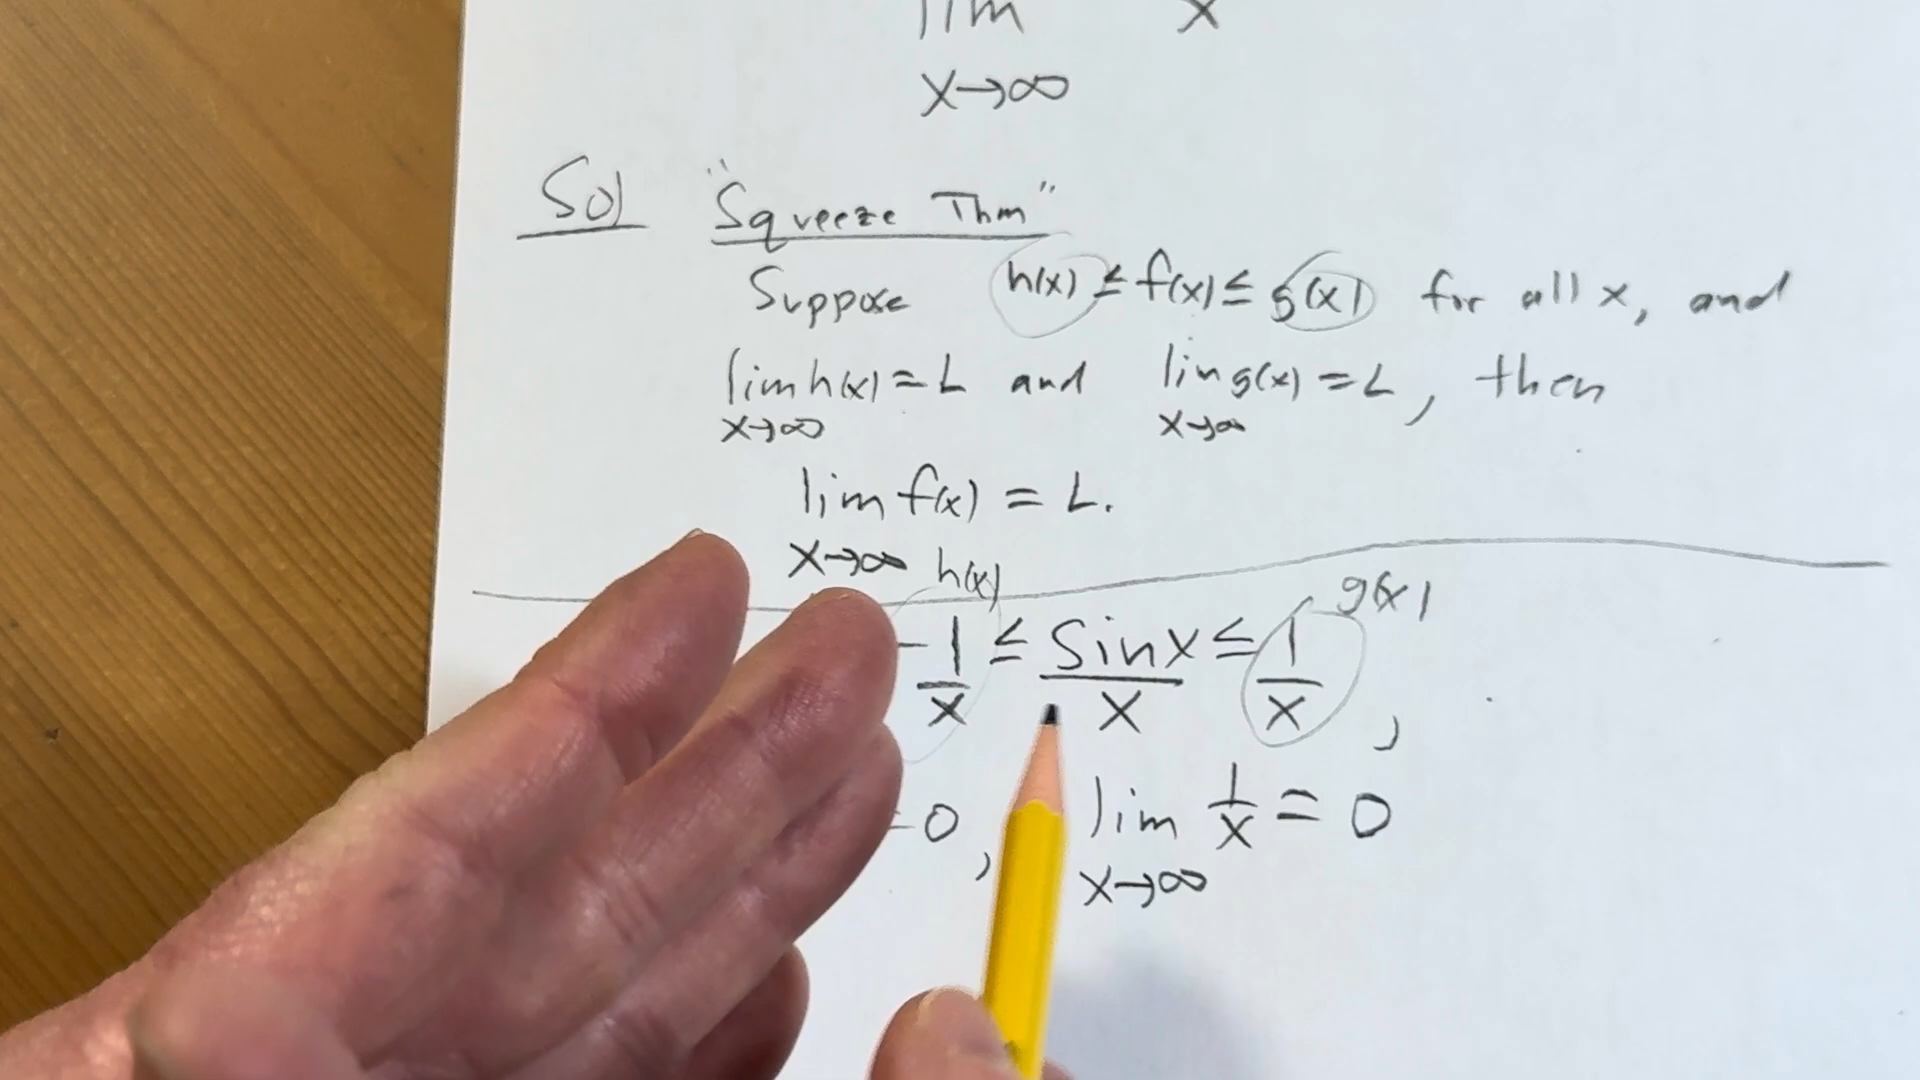 lim x
x→∞
Sol "Squeeze Thm"
Suppose h(x) ≤ f(x) ≤ g(x) for all x, and
lim h(x) = L and lim g(x) = L, then
x→∞ x→∞
lim f(x) = L.
x→∞ h(x)
g(x)
-1/x ≤ Sinx/x ≤ 1/x ,
=0, lim 1/x = 0
x→∞